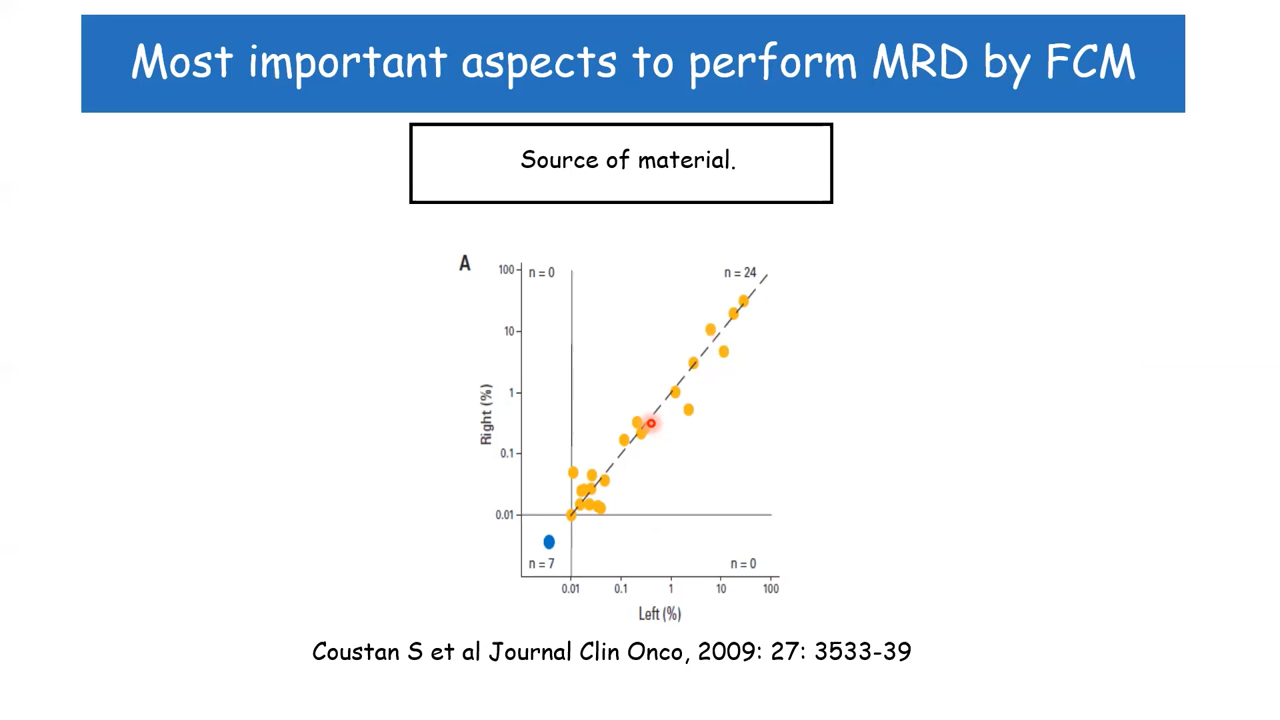 Most important aspects to perform MRD by FCM
Source of material.
A
100
n = 0
n = 24
10
1
0.1
0.01
Right (%)
n = 7
n = 0
0.01
0.1
1
10
100
Left (%)
Coustan S et al Journal Clin Onco, 2009: 27: 3533-39